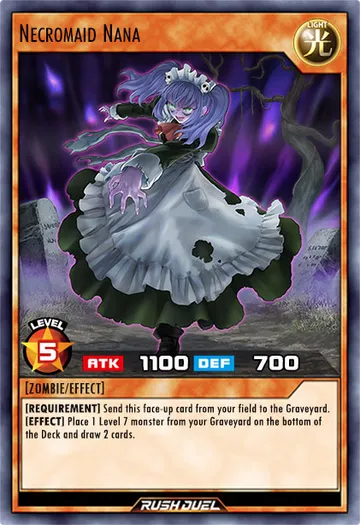 NECROMAID NANA
LIGHT
光
LEVEL
5
ATK 1100 DEF 700
[ZOMBIE/EFFECT]
[REQUIREMENT] Send this face-up card from your field to the Graveyard.
[EFFECT] Place 1 Level 7 monster from your Graveyard on the bottom of
the Deck and draw 2 cards.
RUSH DUEL